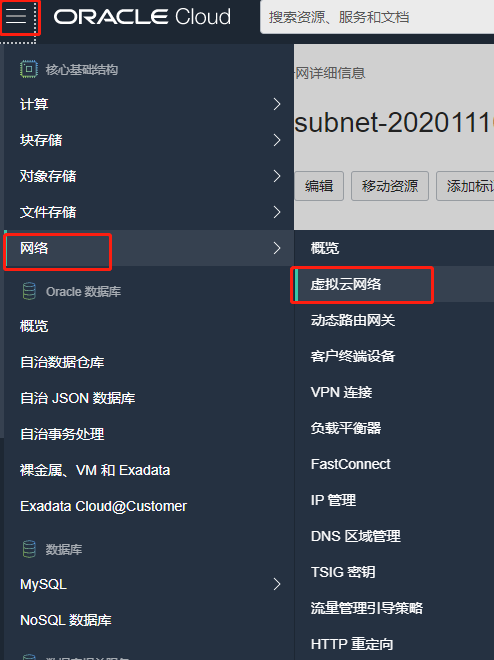 ORACLE Cloud
搜索资源、服务和文档
核心基础结构
计算
块存储
对象存储
文件存储
网络
Oracle 数据库
概览
自治数据仓库
自治 JSON 数据库
自治事务处理
裸金属、VM 和 Exadata
Exadata Cloud@Customer
数据库
MySQL
NoSQL 数据库
网详细信息
subnet-2020111
编辑
移动资源
添加标
概览
虚拟云网络
动态路由网关
客户终端设备
VPN 连接
负载平衡器
FastConnect
IP 管理
DNS 区域管理
TSIG 密钥
流量管理引导策略
HTTP 重定向